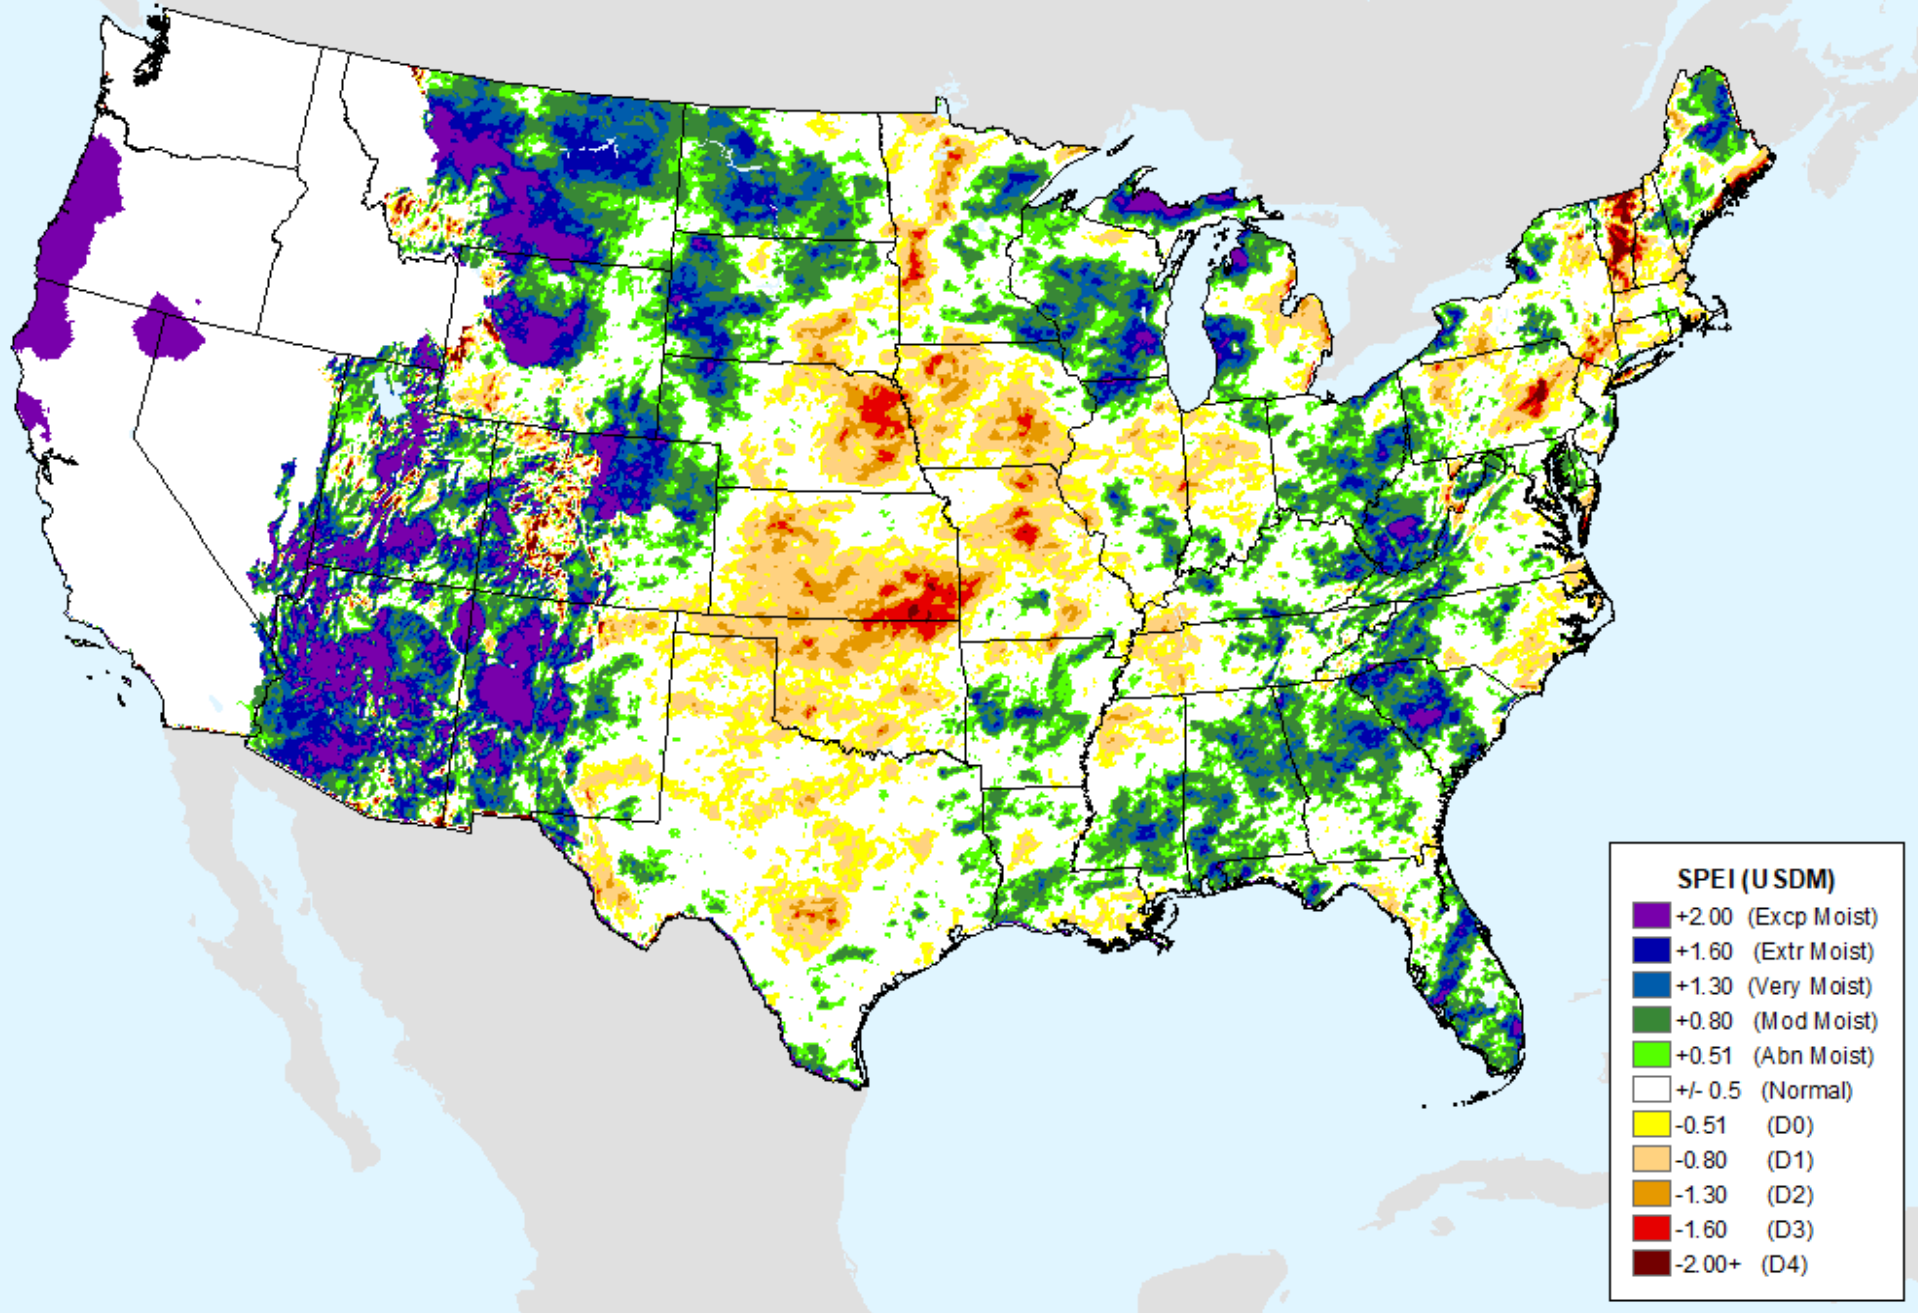 SPEI (USDM)
+2.00 (Excp Moist)
+1.60 (Extr Moist)
+1.30 (Very Moist)
+0.80 (Mod Moist)
+0.51 (Abn Moist)
+/- 0.5 (Normal)
-0.51 (D0)
-0.80 (D1)
-1.30 (D2)
-1.60 (D3)
-2.00+ (D4)